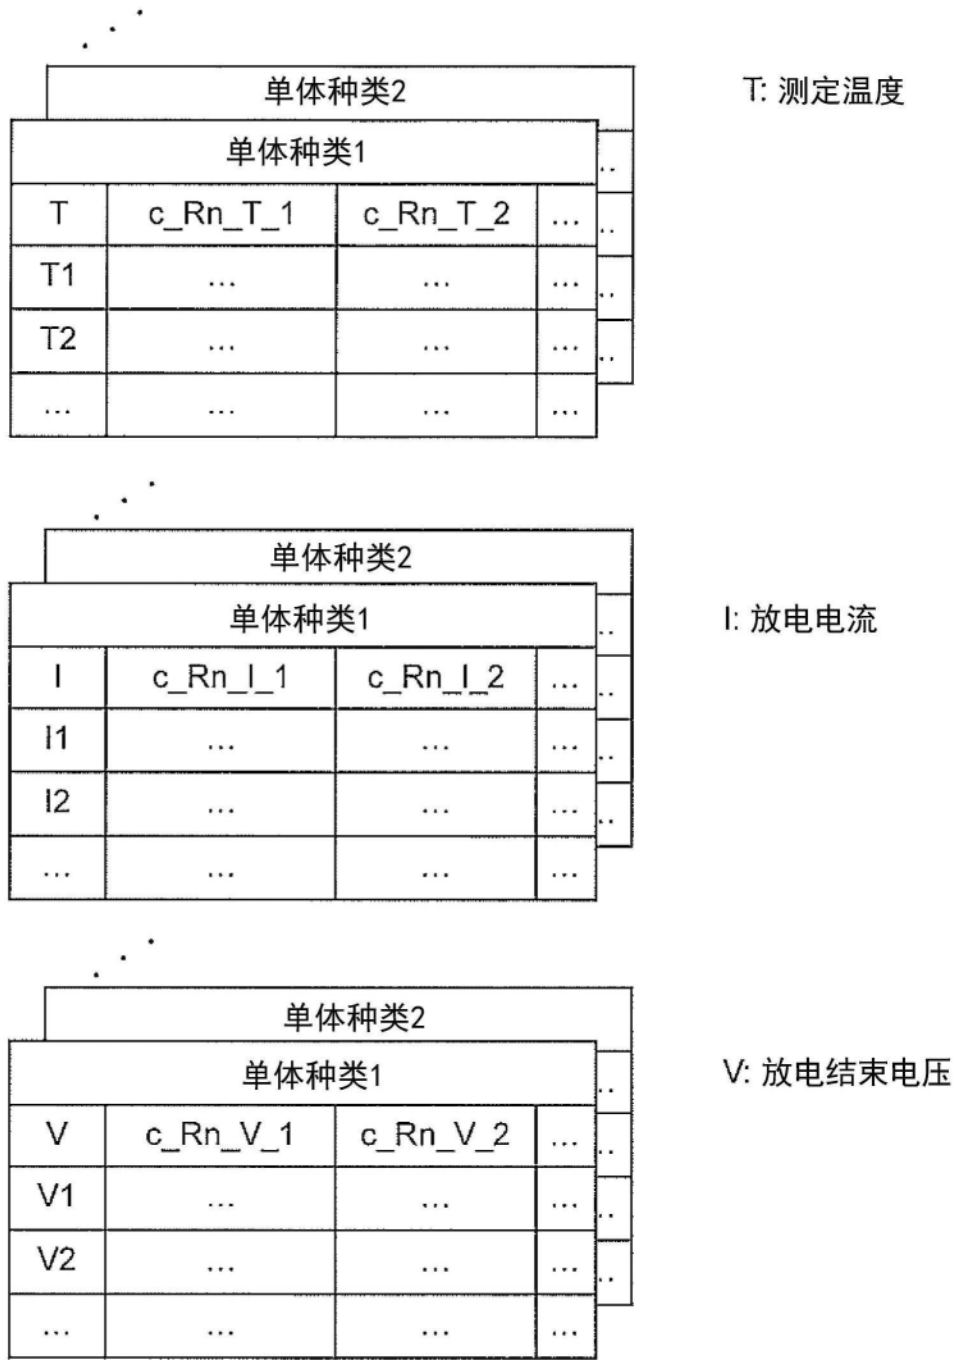 单体种类2
T: 测定温度
单体种类1
T c_Rn_T_1 c_Rn_T_2 ...
T1 ... ... ...
T2 ... ... ...
... ... ... ...
单体种类2
单体种类1
I: 放电电流
I c_Rn_I_1 c_Rn_I_2 ...
I1 ... ... ...
I2 ... ... ...
... ... ... ...
单体种类2
单体种类1
V: 放电结束电压
V c_Rn_V_1 c_Rn_V_2 ...
V1 ... ... ...
V2 ... ... ...
... ... ... ...